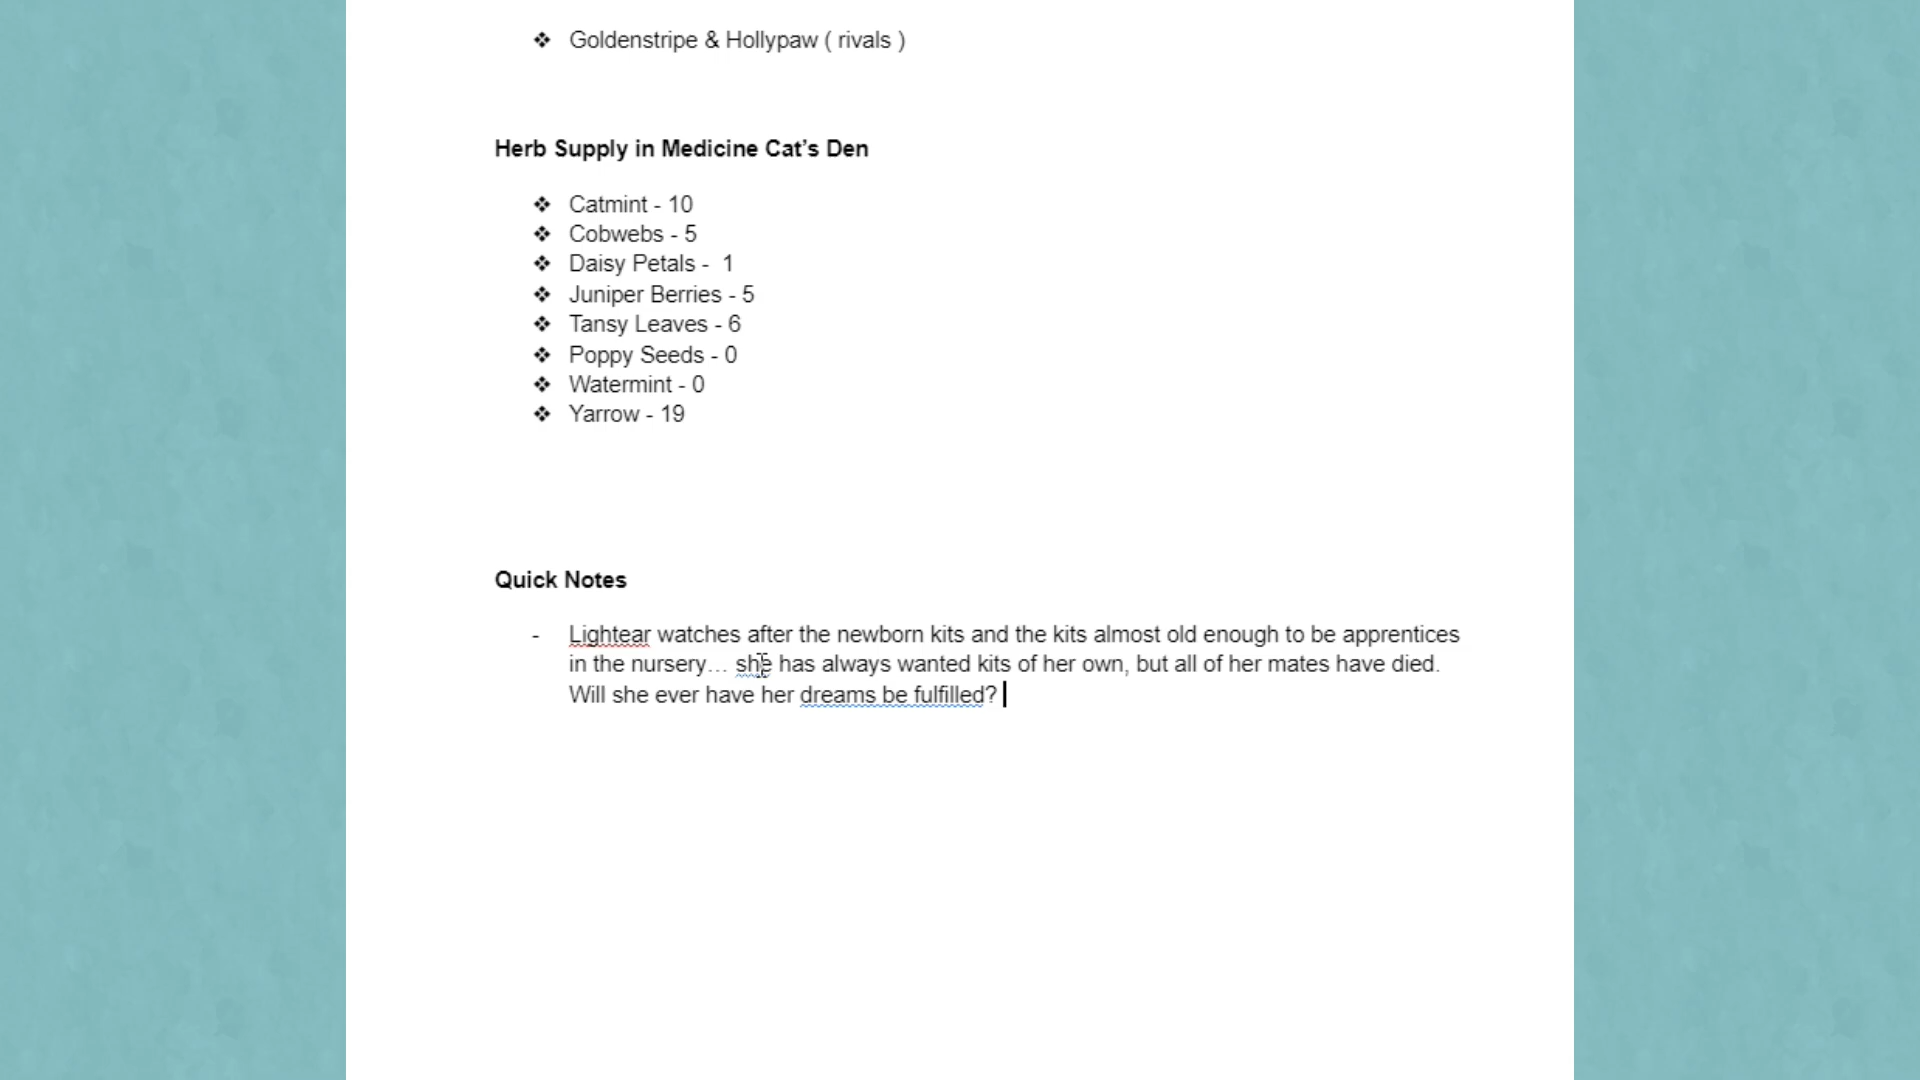 ❖ Goldenstripe & Hollypaw ( rivals )
Herb Supply in Medicine Cat’s Den
❖ Catmint - 10
❖ Cobwebs - 5
❖ Daisy Petals -  1
❖ Juniper Berries - 5
❖ Tansy Leaves - 6
❖ Poppy Seeds - 0
❖ Watermint - 0
❖ Yarrow - 19
Quick Notes
- Lightear watches after the newborn kits and the kits almost old enough to be apprentices
in the nursery… she has always wanted kits of her own, but all of her mates have died.
Will she ever have her dreams be fulfilled?